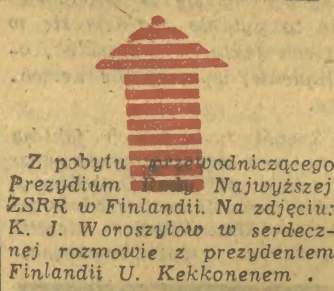 Z pobytu przewodniczącego
Prezydium Rady Najwyższej
ZSRR w Finlandii. Na zdjęciu:
K. J. Woroszyłow w serdecz-
nej rozmowie z prezydentem
Finlandii U. Kekkonenem .